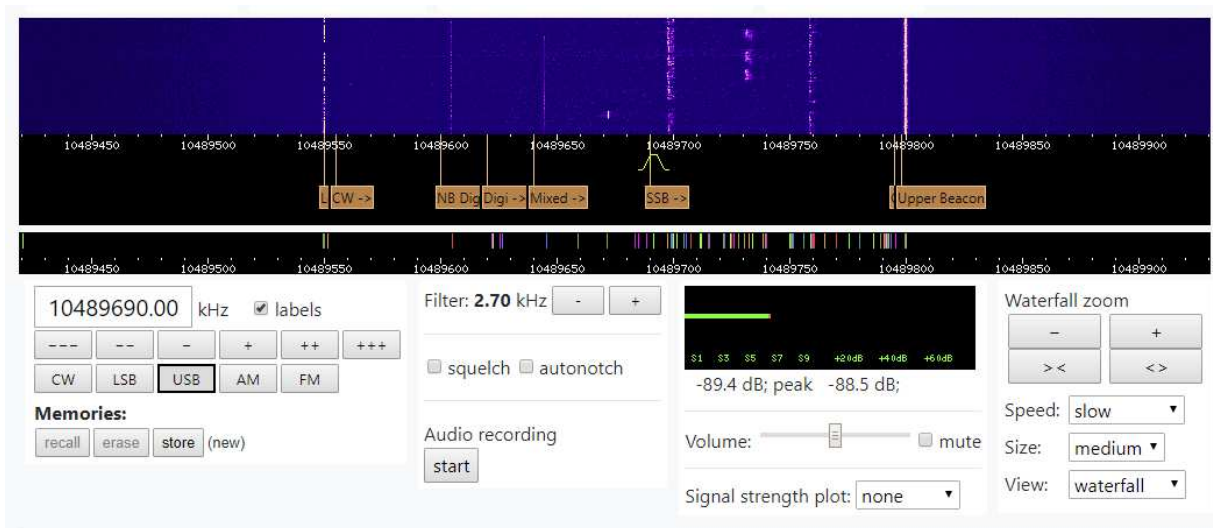 10489450 10489500 10489550 10489600 10489650 10489700 10489750 10489800 10489850 10489900
L CW -> NB Dig Digi -> Mixed -> SSB -> Upper Beacon
10489450 10489500 10489550 10489600 10489650 10489700 10489750 10489800 10489850 10489900
10489690.00 kHz labels
--- -- - + ++ +++
CW LSB USB AM FM
Memories:
recall erase store (new)
Filter: 2.70 kHz - +
squelch autonotch
Audio recording
start
S1 S3 S5 S7 S9 +20dB +40dB +60dB
-89.4 dB; peak -88.5 dB;
Volume: mute
Signal strength plot: none
Waterfall zoom
- +
> < < >
Speed: slow
Size: medium
View: waterfall